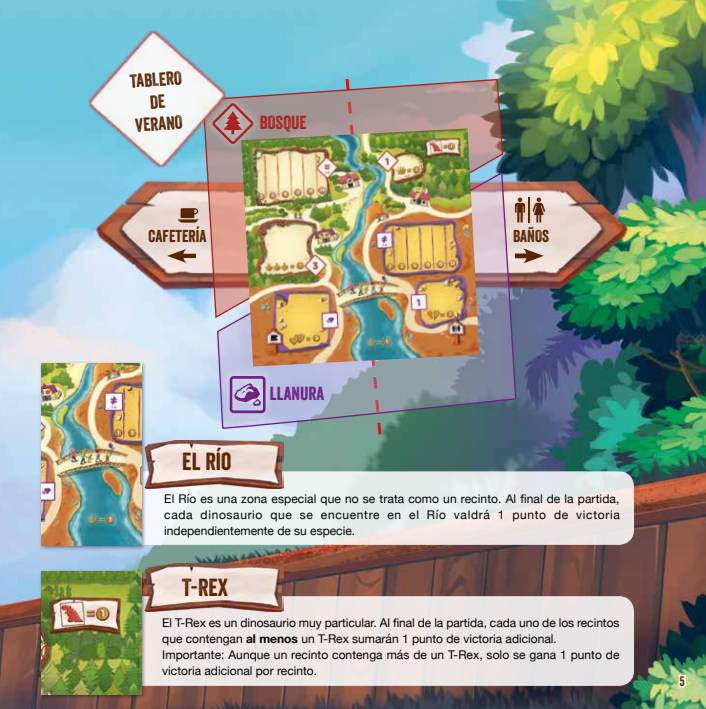 TABLERO
DE
VERANO
BOSQUE
CAFETERÍA
BAÑOS
1
3
1
LLANURA
EL RÍO
El Río es una zona especial que no se trata como un recinto. Al final de la partida,
cada dinosaurio que se encuentre en el Río valdrá 1 punto de victoria
independientemente de su especie.
T-REX
=1
El T-Rex es un dinosaurio muy particular. Al final de la partida, cada uno de los recintos
que contengan al menos un T-Rex sumarán 1 punto de victoria adicional.
Importante: Aunque un recinto contenga más de un T-Rex, solo se gana 1 punto de
victoria adicional por recinto.
5